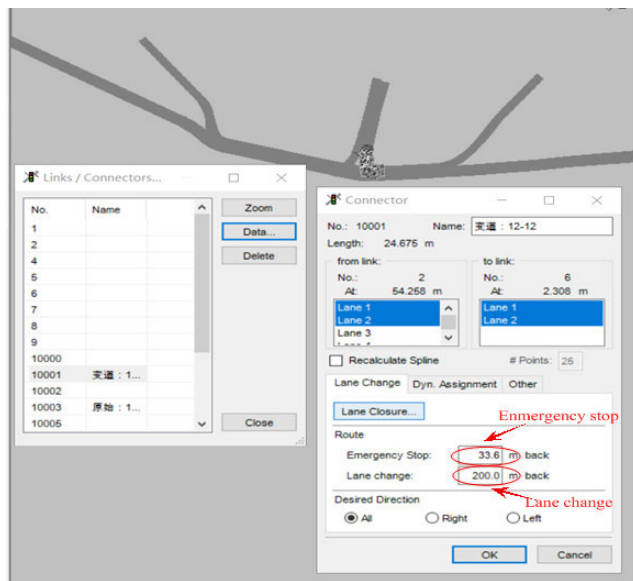 Links / Connectors...
No. Name
1
2
4
5
6
7
8
9
10000
10001 变道：1...
10002
10003 原始：1...
10005
Zoom
Data...
Delete
Close
Connector
No.: 10001 Name: 变道：12-12
Length: 24.675 m
from link: to link:
No.: 2 No.: 6
At: 54.258 m At: 2.308 m
Lane 1 Lane 1
Lane 2 Lane 2
Lane 3
Recalculate Spline # Points: 25
Lane Change Dyn. Assignment Other
Lane Closure...
Enmergency stop
Route
Emergency Stop: 33.6 m back
Lane change: 200.0 m back
Lane change
Desired Direction
All Right Left
OK Cancel